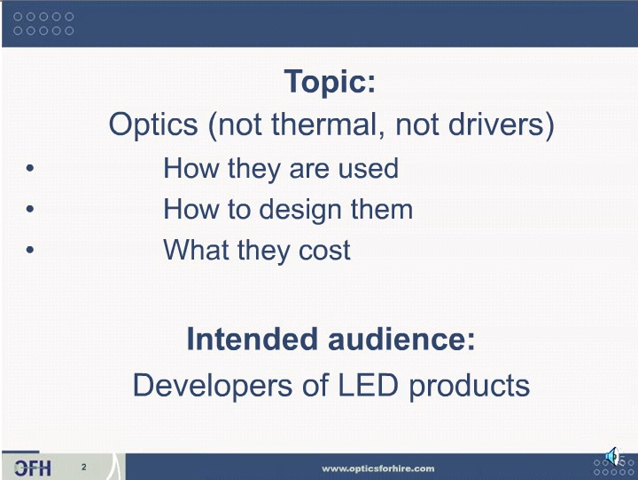 Topic:
Optics (not thermal, not drivers)
• How they are used
• How to design them
• What they cost
Intended audience:
Developers of LED products
OFH
2
www.opticsforhire.com